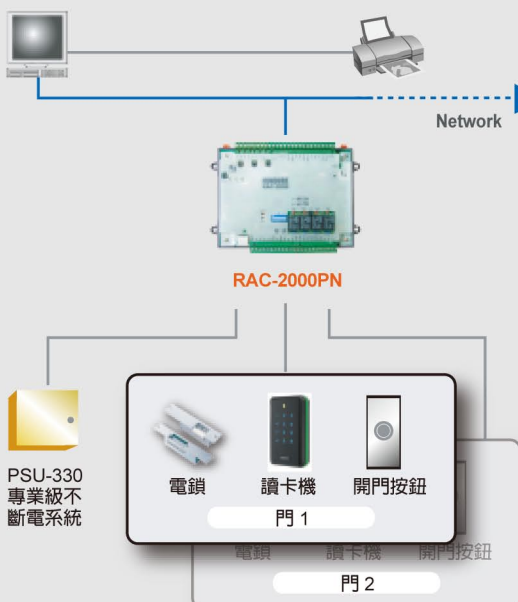 Network
RAC-2000PN
PSU-330
專業級不
斷電系統
電鎖
讀卡機
開門按鈕
門 1
電鎖
讀卡機
開門按鈕
門 2